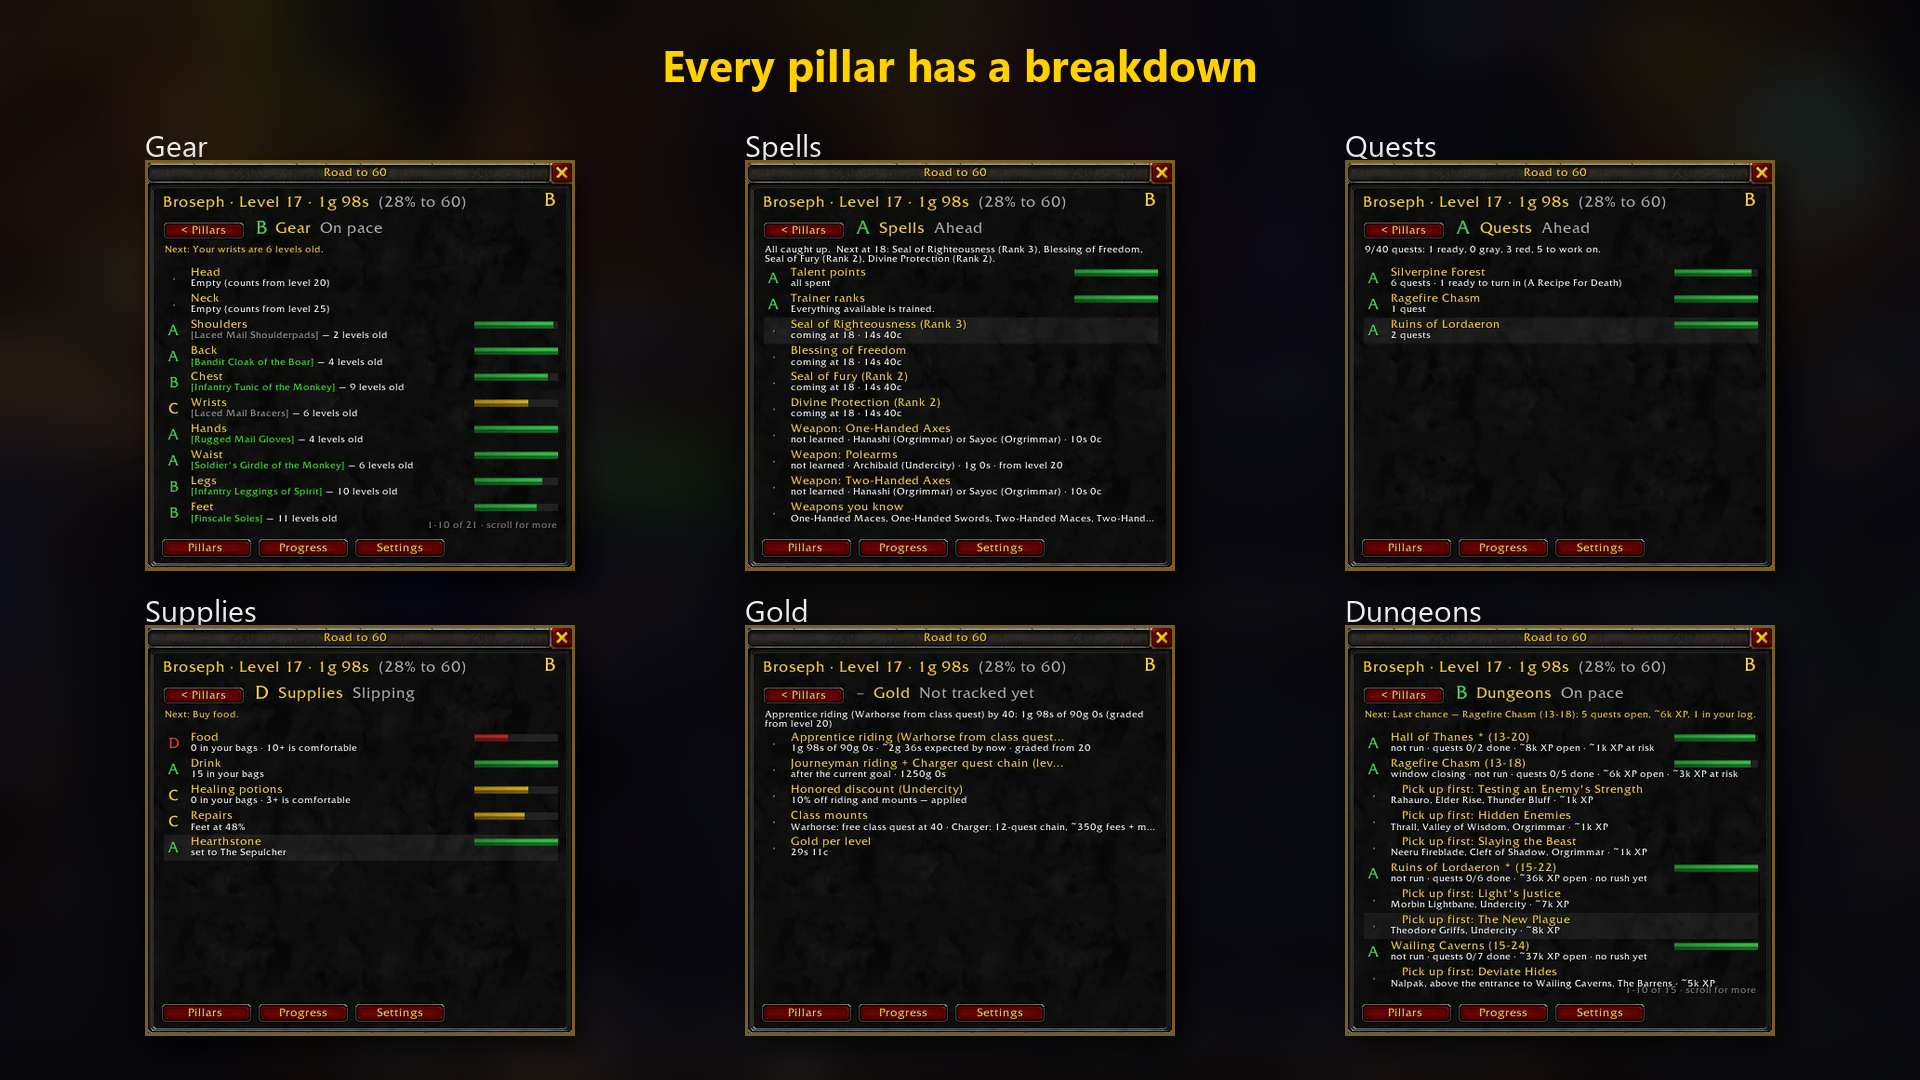 Every pillar has a breakdown
Gear
Road to 60
Broseph · Level 17 · 1g 98s (28% to 60) B
< Pillars B Gear On pace
Next: Your wrists are 6 levels old.
Head
Empty (counts from level 20)
Neck
Empty (counts from level 25)
A Shoulders
[Laced Mail Shoulderpads] — 2 levels old
A Back
[Bandit Cloak of the Boar] — 4 levels old
B Chest
[Infantry Tunic of the Monkey] — 9 levels old
C Wrists
[Laced Mail Bracers] — 6 levels old
A Hands
[Rugged Mail Gloves] — 4 levels old
A Waist
[Soldier's Girdle of the Monkey] — 6 levels old
B Legs
[Infantry Leggings of Spirit] — 10 levels old
B Feet
[Finscale Soles] — 11 levels old
1-10 of 21 · scroll for more
Pillars Progress Settings
Spells
Road to 60
Broseph · Level 17 · 1g 98s (28% to 60) B
< Pillars A Spells Ahead
All caught up. Next at 18: Seal of Righteousness (Rank 3), Blessing of Freedom,
Seal of Fury (Rank 2), Divine Protection (Rank 2).
A Talent points
all spent
A Trainer ranks
Everything available is trained.
Seal of Righteousness (Rank 3)
coming at 18 · 14s 40c
Blessing of Freedom
coming at 18 · 14s 40c
Seal of Fury (Rank 2)
coming at 18 · 14s 40c
Divine Protection (Rank 2)
coming at 18 · 14s 40c
Weapon: One-Handed Axes
not learned · Hanashi (Orgrimmar) or Sayoc (Orgrimmar) · 10s 0c
Weapon: Polearms
not learned · Archibald (Undercity) · 1g 0s · from level 20
Weapon: Two-Handed Axes
not learned · Hanashi (Orgrimmar) or Sayoc (Orgrimmar) · 10s 0c
Weapons you know
One-Handed Maces, One-Handed Swords, Two-Handed Maces, Two-Hand...
Pillars Progress Settings
Quests
Road to 60
Broseph · Level 17 · 1g 98s (28% to 60) B
< Pillars A Quests Ahead
9/40 quests: 1 ready, 0 gray, 3 red, 5 to work on.
A Silverpine Forest
6 quests · 1 ready to turn in (A Recipe For Death)
A Ragefire Chasm
1 quest
A Ruins of Lordaeron
2 quests
Pillars Progress Settings
Supplies
Road to 60
Broseph · Level 17 · 1g 98s (28% to 60) B
< Pillars D Supplies Slipping
Next: Buy food.
D Food
0 in your bags · 10+ is comfortable
A Drink
15 in your bags
C Healing potions
0 in your bags · 3+ is comfortable
C Repairs
Feet at 48%
A Hearthstone
set to The Sepulcher
Pillars Progress Settings
Gold
Road to 60
Broseph · Level 17 · 1g 98s (28% to 60) B
< Pillars – Gold Not tracked yet
Apprentice riding (Warhorse from class quest) by 40: 1g 98s of 90g 0s (graded
from level 20)
Apprentice riding (Warhorse from class quest...
1g 98s of 90g 0s · ~2g 36s expected by now · graded from 20
Journeyman riding + Charger quest chain (lev...
after the current goal · 1250g 0s
Honored discount (Undercity)
10% off riding and mounts — applied
Class mounts
Warhorse: free class quest at 40 · Charger: 12-quest chain, ~350g fees + m...
Gold per level
29s 11c
Pillars Progress Settings
Dungeons
Road to 60
Broseph · Level 17 · 1g 98s (28% to 60) B
< Pillars B Dungeons On pace
Next: Last chance — Ragefire Chasm (13-18): 5 quests open, ~6k XP, 1 in your log.
A Hall of Thanes * (13-20)
not run · quests 0/2 done · ~8k XP open · ~1k XP at risk
A Ragefire Chasm (13-18)
window closing · not run · quests 0/5 done · ~6k XP open · ~3k XP at risk
Pick up first: Testing an Enemy's Strength
Rahauro, Elder Rise, Thunder Bluff · ~1k XP
Pick up first: Hidden Enemies
Thrall, Valley of Wisdom, Orgrimmar · ~1k XP
Pick up first: Slaying the Beast
Neeru Fireblade, Cleft of Shadow, Orgrimmar · ~1k XP
A Ruins of Lordaeron * (15-22)
not run · quests 0/6 done · ~36k XP open · no rush yet
Pick up first: Light's Justice
Morbin Lightbane, Undercity · ~7k XP
Pick up first: The New Plague
Theodore Griffs, Undercity · ~8k XP
A Wailing Caverns (15-24)
not run · quests 0/7 done · ~37k XP open · no rush yet
Pick up first: Deviate Hides
Nalpak, above the entrance to Wailing Caverns, The Barrens · ~5k XP
1-10 of 15 · scroll for more
Pillars Progress Settings